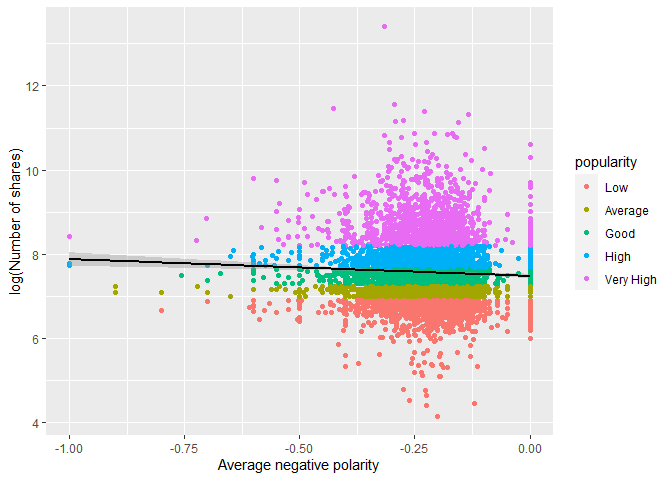 12
10
8
6
4
log(Number of shares)
-1.00
-0.75
-0.50
-0.25
0.00
Average negative polarity
popularity
Low
Average
Good
High
Very High